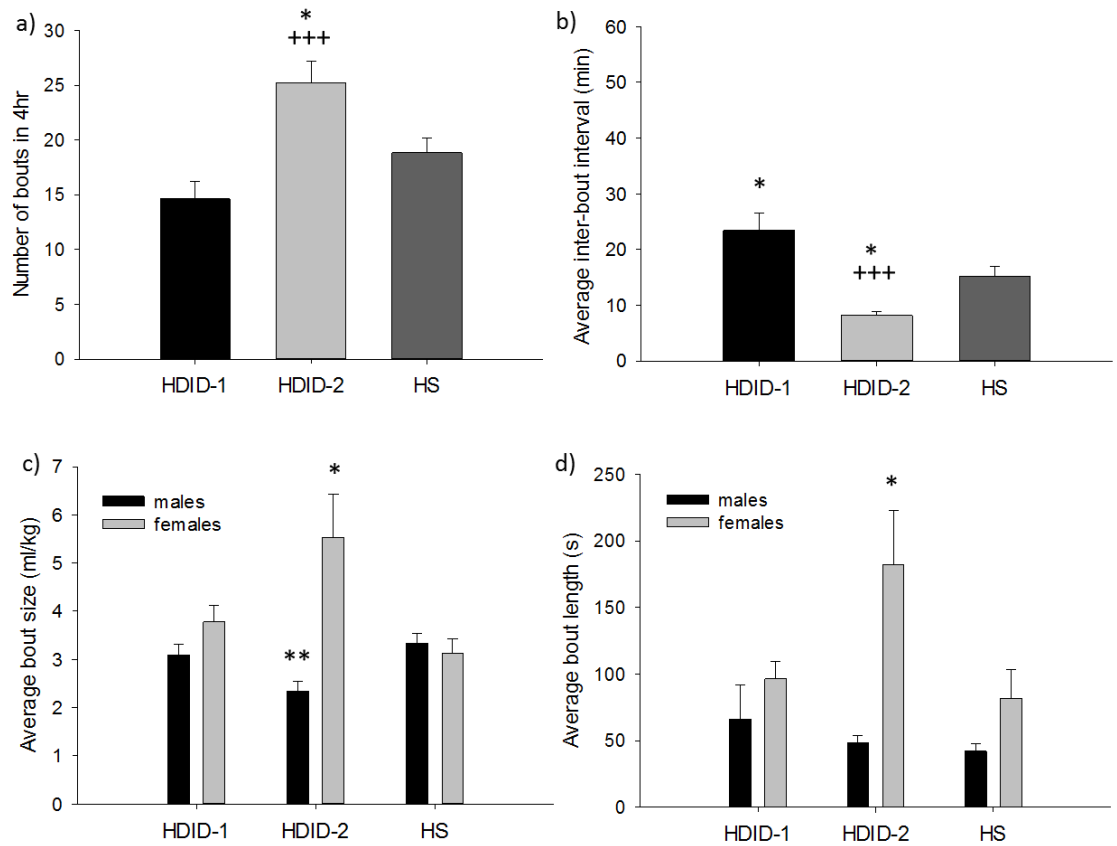 a)
Number of bouts in 4hr
30
25
20
15
10
5
0
*
+++
HDID-1 HDID-2 HS
b)
Average inter-bout interval (min)
60
50
40
30
20
10
0
*
*
+++
HDID-1 HDID-2 HS
c)
Average bout size (ml/kg)
7
6
5
4
3
2
1
0
males
females
*
**
HDID-1 HDID-2 HS
d)
Average bout length (s)
250
200
150
100
50
0
males
females
*
HDID-1 HDID-2 HS